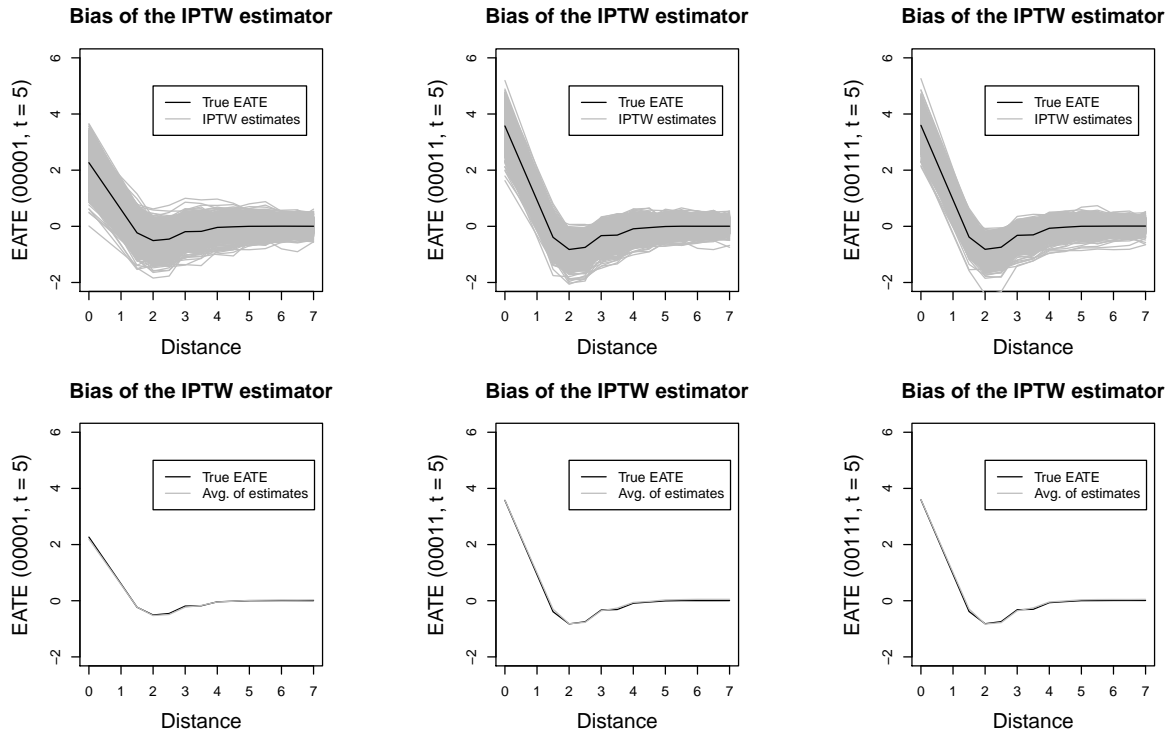 Bias of the IPTW estimator
EATE (00001, t = 5)
6
4
2
0
−2
True EATE
IPTW estimates
0 1 2 3 4 5 6 7
Distance
Bias of the IPTW estimator
EATE (00011, t = 5)
6
4
2
0
−2
True EATE
IPTW estimates
0 1 2 3 4 5 6 7
Distance
Bias of the IPTW estimator
EATE (00111, t = 5)
6
4
2
0
−2
True EATE
IPTW estimates
0 1 2 3 4 5 6 7
Distance
Bias of the IPTW estimator
EATE (00001, t = 5)
6
4
2
0
−2
True EATE
Avg. of estimates
0 1 2 3 4 5 6 7
Distance
Bias of the IPTW estimator
EATE (00011, t = 5)
6
4
2
0
−2
True EATE
Avg. of estimates
0 1 2 3 4 5 6 7
Distance
Bias of the IPTW estimator
EATE (00111, t = 5)
6
4
2
0
−2
True EATE
Avg. of estimates
0 1 2 3 4 5 6 7
Distance